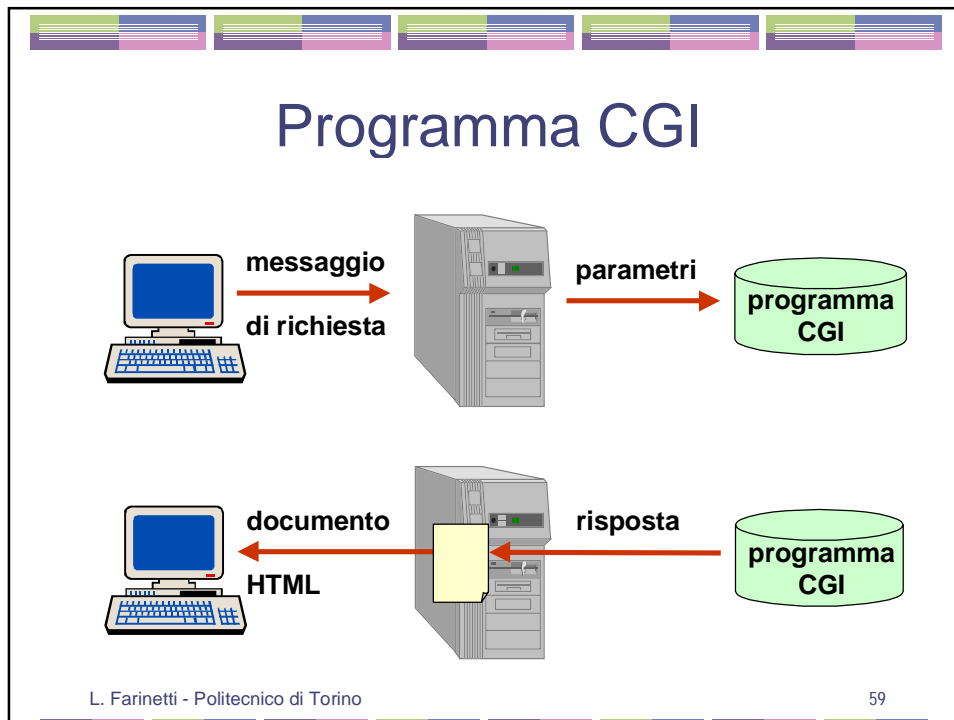 Programma CGI
messaggio
di richiesta
parametri
programma
CGI
documento
HTML
risposta
programma
CGI
L. Farinetti - Politecnico di Torino
59